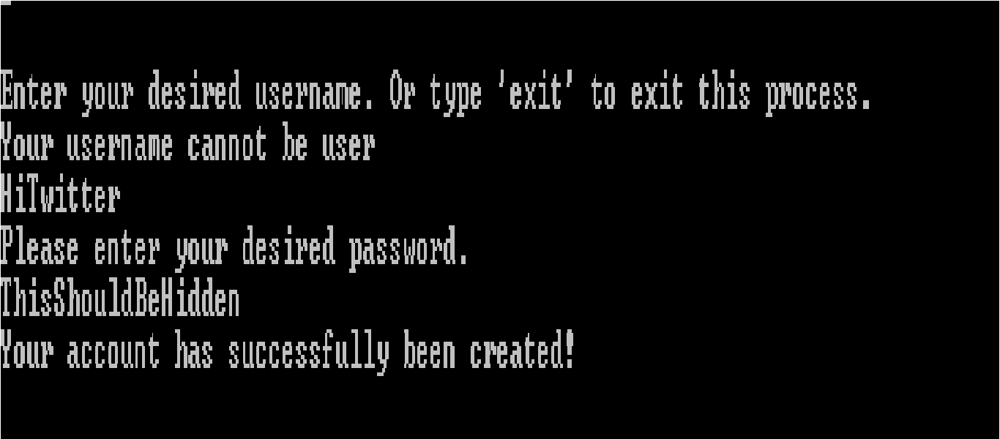 Enter your desired username. Or type 'exit' to exit this process.
Your username cannot be user
HiTwitter
Please enter your desired password.
ThisShouldBeHidden
Your account has successfully been created!